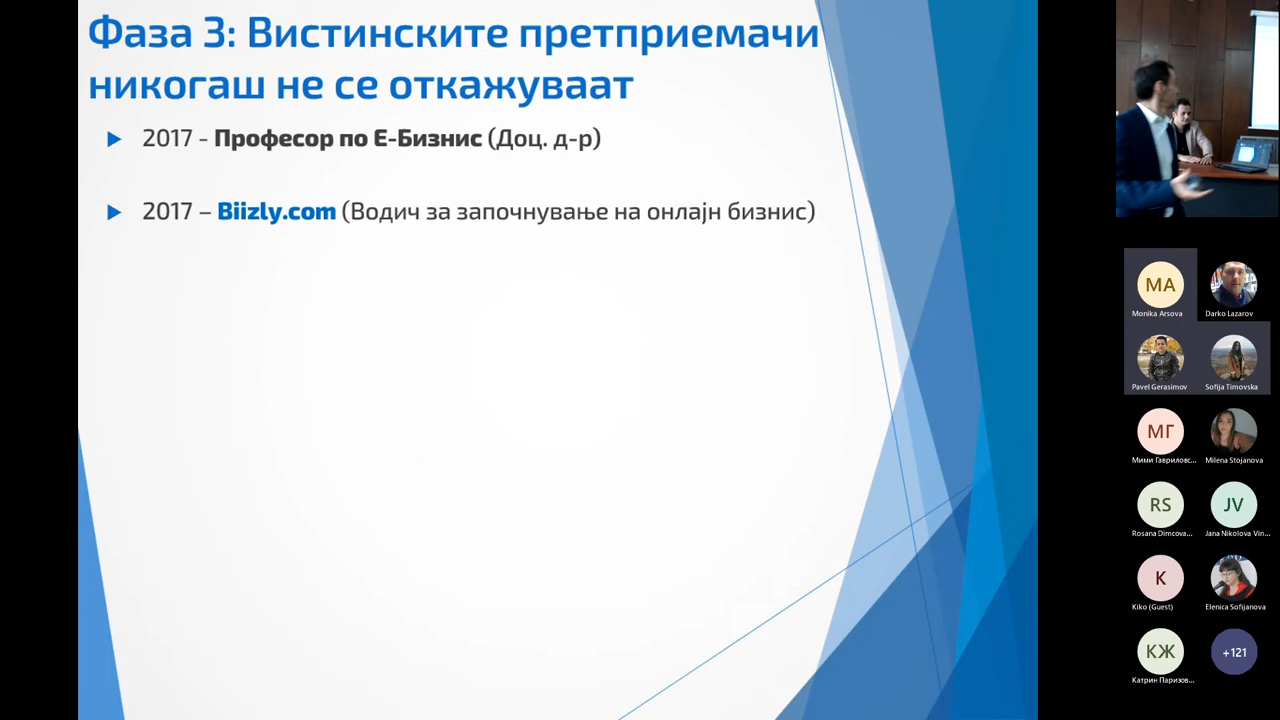 Фаза 3: Вистинските претприемачи
никогаш не се откажуваат
2017 - Професор по Е-Бизнис (Доц. д-р)
2017 – Biizly.com (Водич за започнување на онлајн бизнис)
MA
Monika Arsova
Darko Lazarov
Pavel Gerasimov
Sofija Timovska
МГ
Мими Гавриловс...
Milena Stojanova
RS
Rosana Dimcova...
JV
Jana Nikolova Vin...
K
Kiko (Guest)
Elenica Sofijanova
КЖ
Катрин Паризов...
+121